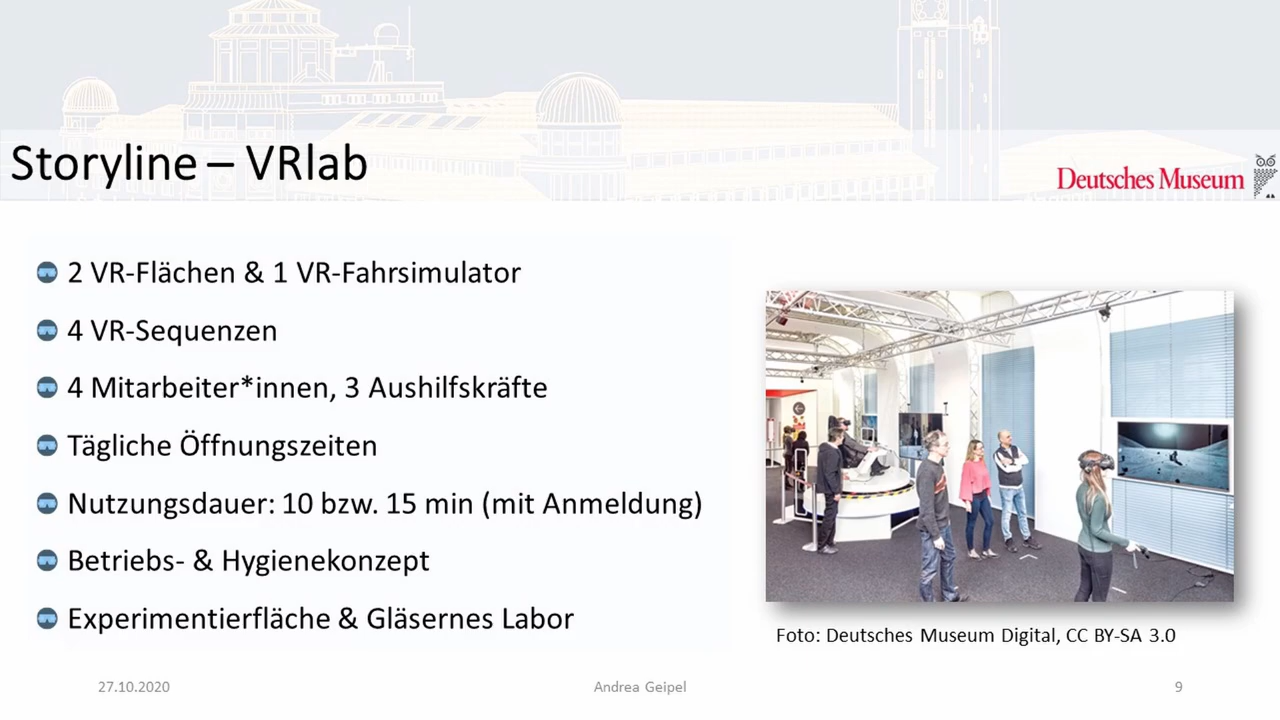 Storyline – VRlab
Deutsches Museum
2 VR-Flächen & 1 VR-Fahrsimulator
4 VR-Sequenzen
4 Mitarbeiter*innen, 3 Aushilfskräfte
Tägliche Öffnungszeiten
Nutzungsdauer: 10 bzw. 15 min (mit Anmeldung)
Betriebs- & Hygienekonzept
Experimentierfläche & Gläsernes Labor
Foto: Deutsches Museum Digital, CC BY-SA 3.0
27.10.2020
Andrea Geipel
9